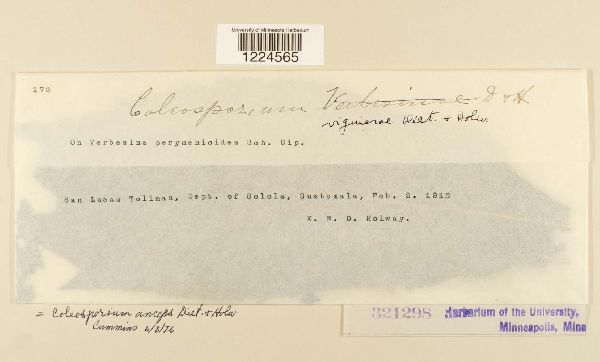 University of Minnesota Herbarium
1224565
172
Coleosporium Verbesinae D & H
viguierae Diet. & Holw.
On Verbesina perymenioides Sch. Bip.
San Lucas Toliman, Dept. of Solola, Guatemala, Feb. 3. 1915
E. W. D. Holway.
= Coleosporium anceps Diet. & Holw
Cummins 6/8/76
321298 Herbarium of the University,
Minneapolis, Minn